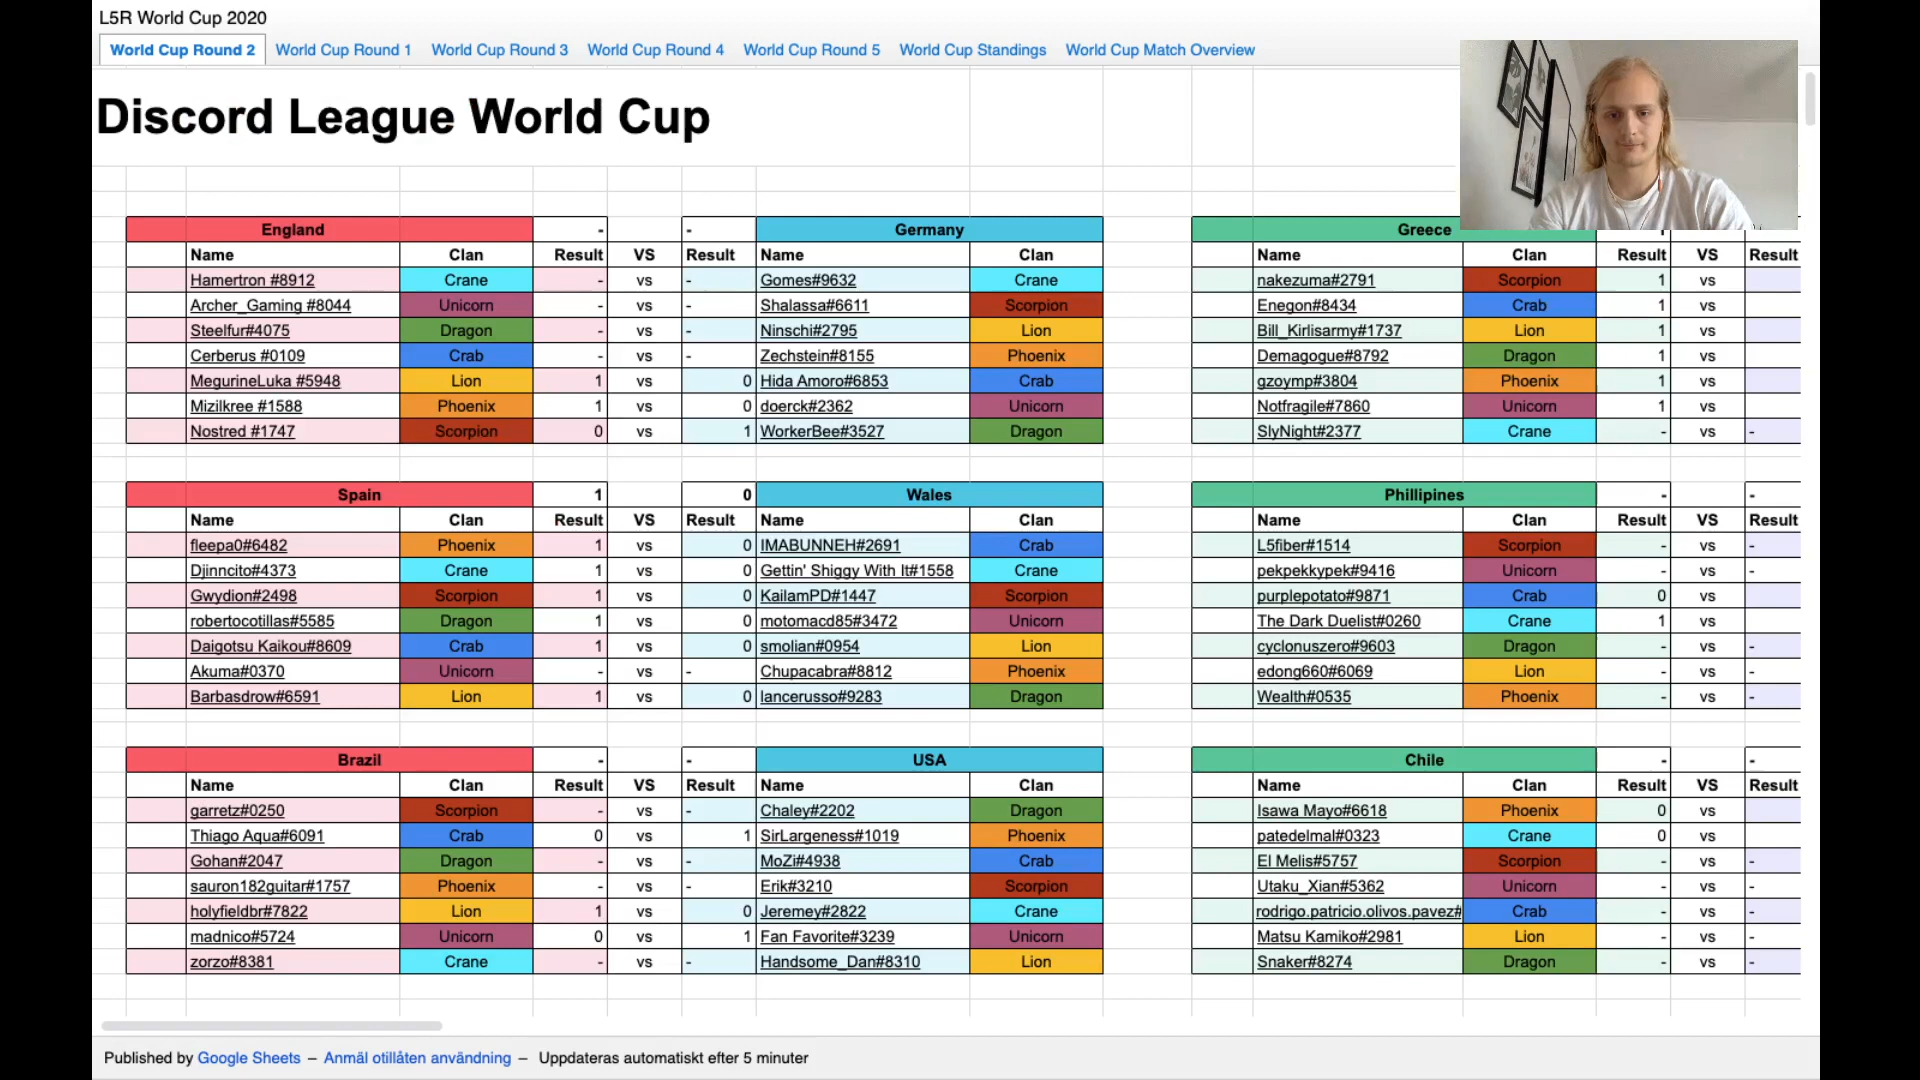 L5R World Cup 2020
World Cup Round 2 World Cup Round 1 World Cup Round 3 World Cup Round 4 World Cup Round 5 World Cup Standings World Cup Match Overview
Discord League World Cup
England - - Germany Greece
Name Clan Result VS Result Name Clan Name Clan Result VS Result
Hamertron #8912 Crane - vs - Gomes#9632 Crane nakezuma#2791 Scorpion 1 vs
Archer_Gaming #8044 Unicorn - vs - Shalassa#6611 Scorpion Enegon#8434 Crab 1 vs
Steelfur#4075 Dragon - vs - Ninschi#2795 Lion Bill_Kirlisarmy#1737 Lion 1 vs
Cerberus #0109 Crab - vs - Zechstein#8155 Phoenix Demagogue#8792 Dragon 1 vs
MegurineLuka #5948 Lion 1 vs 0 Hida Amoro#6853 Crab gzoymp#3804 Phoenix 1 vs
Mizilkree #1588 Phoenix 1 vs 0 doerck#2362 Unicorn Notfragile#7860 Unicorn 1 vs
Nostred #1747 Scorpion 0 vs 1 WorkerBee#3527 Dragon SlyNight#2377 Crane - vs -
Spain 1 0 Wales Phillipines - -
Name Clan Result VS Result Name Clan Name Clan Result VS Result
fleepa0#6482 Phoenix 1 vs 0 IMABUNNEH#2691 Crab L5fiber#1514 Scorpion - vs -
Djinncito#4373 Crane 1 vs 0 Gettin' Shiggy With It#1558 Crane pekpekkypek#9416 Unicorn - vs -
Gwydion#2498 Scorpion 1 vs 0 KailamPD#1447 Scorpion purplepotato#9871 Crab 0 vs
robertocotillas#5585 Dragon 1 vs 0 motomacd85#3472 Unicorn The Dark Duelist#0260 Crane 1 vs
Daigotsu Kaikou#8609 Crab 1 vs 0 smolian#0954 Lion cyclonuszero#9603 Dragon - vs -
Akuma#0370 Unicorn - vs - Chupacabra#8812 Phoenix edong660#6069 Lion - vs -
Barbasdrow#6591 Lion 1 vs 0 lancerusso#9283 Dragon Wealth#0535 Phoenix - vs -
Brazil - - USA Chile - -
Name Clan Result VS Result Name Clan Name Clan Result VS Result
garretz#0250 Scorpion - vs - Chaley#2202 Dragon Isawa Mayo#6618 Phoenix 0 vs
Thiago Aqua#6091 Crab 0 vs 1 SirLargeness#1019 Phoenix patedelmal#0323 Crane 0 vs
Gohan#2047 Dragon - vs - MoZi#4938 Crab El Melis#5757 Scorpion - vs -
sauron182guitar#1757 Phoenix - vs - Erik#3210 Scorpion Utaku_Xian#5362 Unicorn - vs -
holyfieldbr#7822 Lion 1 vs 0 Jeremey#2822 Crane rodrigo.patricio.olivos.pavez# Crab - vs -
madnico#5724 Unicorn 0 vs 1 Fan Favorite#3239 Unicorn Matsu Kamiko#2981 Lion - vs -
zorzo#8381 Crane - vs - Handsome_Dan#8310 Lion Snaker#8274 Dragon - vs -
Published by Google Sheets – Anmäl otillåten användning – Uppdateras automatiskt efter 5 minuter